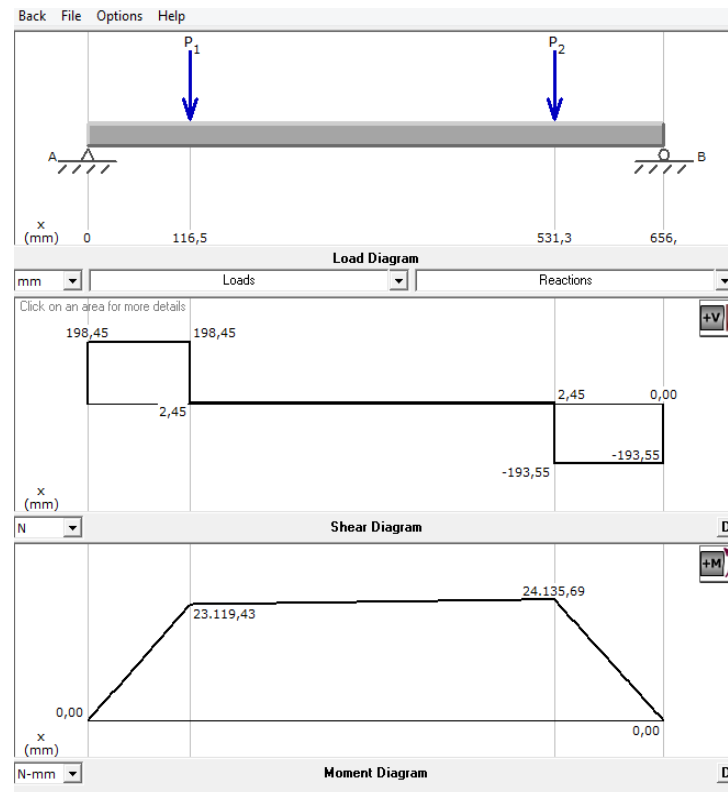 Back File Options Help
P1 P2
A B
x
(mm) 0 116,5 531,3 656,
Load Diagram
mm Loads Reactions
Click on an area for more details
+V
198,45 198,45
2,45 2,45 0,00
-193,55 -193,55
x
(mm)
N Shear Diagram D
+M
24.135,69
23.119,43
0,00 0,00
x
(mm)
N-mm Moment Diagram D